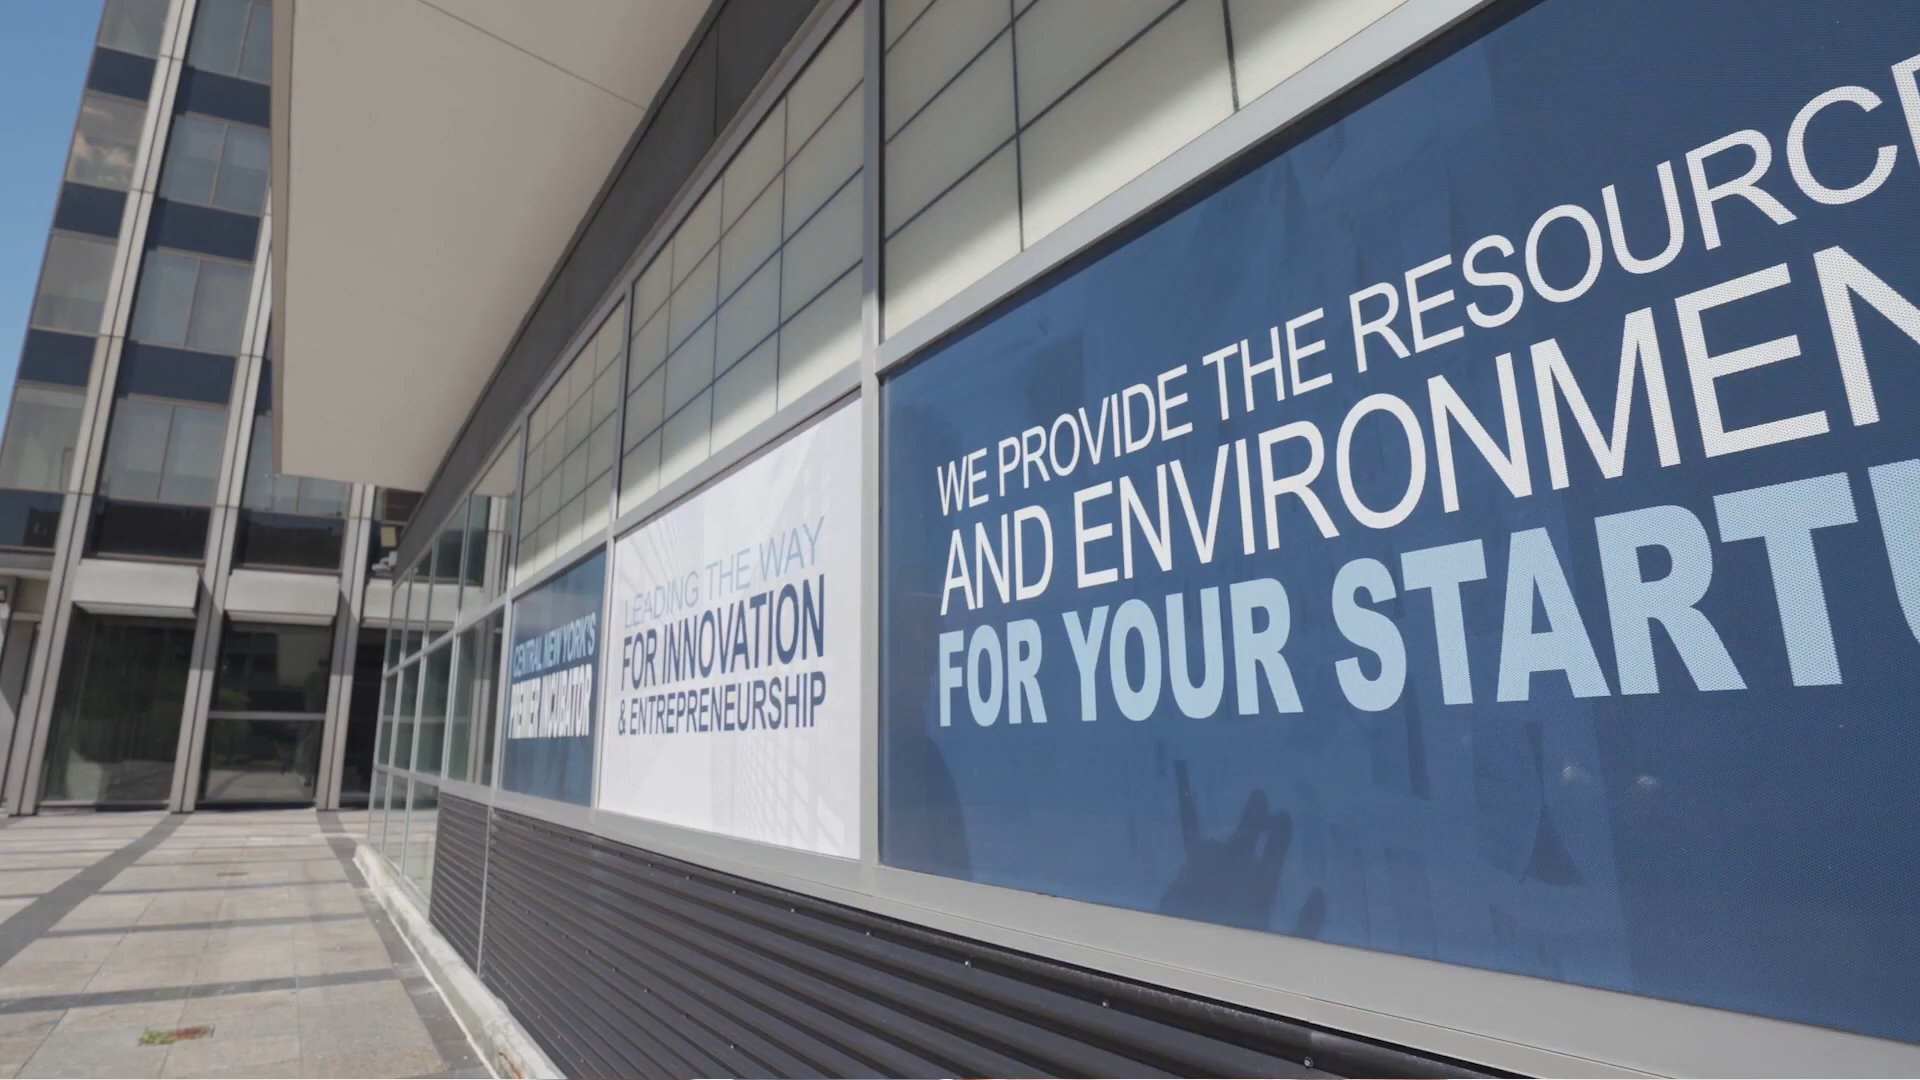 CENTRAL NEW YORK'S
PREMIER INCUBATOR
LEADING THE WAY
FOR INNOVATION
& ENTREPRENEURSHIP
WE PROVIDE THE RESOURCE
AND ENVIRONMEN
FOR YOUR STARTU